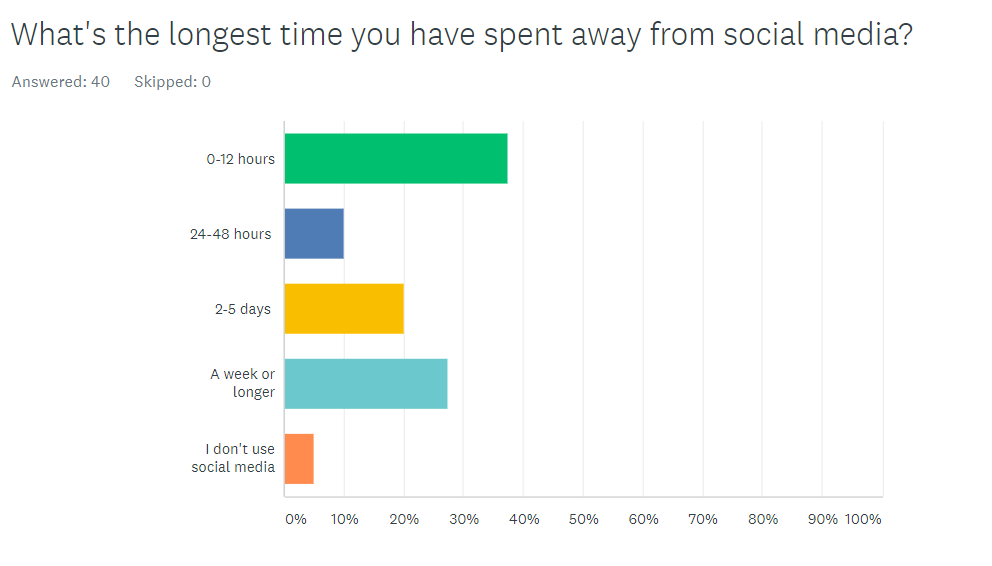 What's the longest time you have spent away from social media?
Answered: 40 Skipped: 0
0-12 hours
24-48 hours
2-5 days
A week or
longer
I don't use
social media
0% 10% 20% 30% 40% 50% 60% 70% 80% 90% 100%